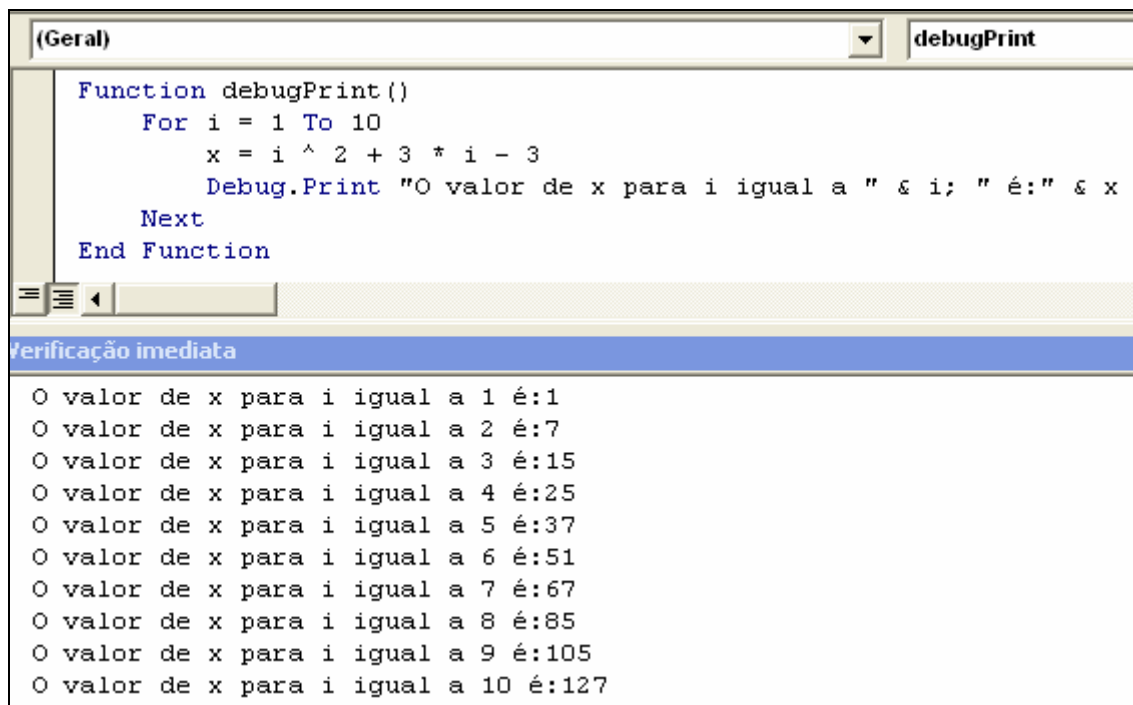 (Geral) debugPrint
Function debugPrint()
For i = 1 To 10
x = i ^ 2 + 3 * i - 3
Debug.Print "O valor de x para i igual a " & i; " é:" & x
Next
End Function
Verificação imediata
O valor de x para i igual a 1 é:1
O valor de x para i igual a 2 é:7
O valor de x para i igual a 3 é:15
O valor de x para i igual a 4 é:25
O valor de x para i igual a 5 é:37
O valor de x para i igual a 6 é:51
O valor de x para i igual a 7 é:67
O valor de x para i igual a 8 é:85
O valor de x para i igual a 9 é:105
O valor de x para i igual a 10 é:127